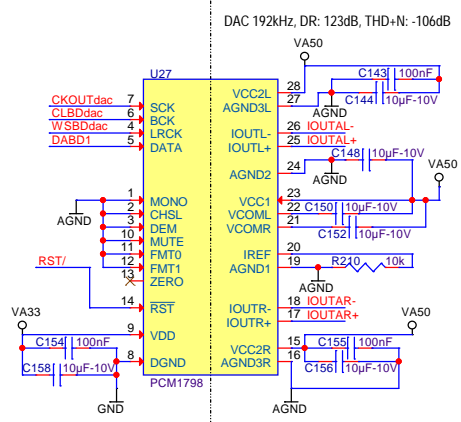 DAC 192kHz, DR: 123dB, THD+N: -106dB
VA50
U27
C143 100nF
28 VCC2L
27 AGND3L
C144 10µF-10V
AGND
CKOUTdac 7 SCK
CLBDdac 6 BCK
WSBDdac 4 LRCK
DABD1 5 DATA
IOUTL- 26 IOUTAL-
IOUTL+ 25 IOUTAL+
C148 10µF-10V
AGND2 24
AGND
VA50
1 MONO
2 CHSL
3 DEM
10 MUTE
11 FMT0
12 FMT1
13 ZERO
AGND
VCC1 23
VCOML 22 C150 10µF-10V
VCOMR 21 C152 10µF-10V
IREF 20
AGND1 19
R210 10k
AGND
RST/
14 RST
IOUTR- 18 IOUTAR-
IOUTR+ 17 IOUTAR+
VA33
VA50
9 VDD
C154 100nF
8 DGND
C158 10µF-10V
VCC2R 15 C155 100nF
AGND3R 16 C156 10µF-10V
PCM1798
GND
AGND